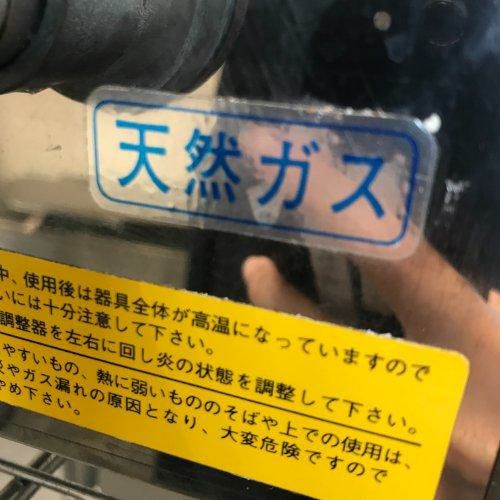 天然ガス
中、使用後は器具全体が高温になっていますので
いには十分注意して下さい。
調整器を左右に回し炎の状態を調整して下さい。
やすいもの、熱に弱いもののそばや上での使用は、
やガス漏れの原因となり、大変危険ですので
やめ下さい。